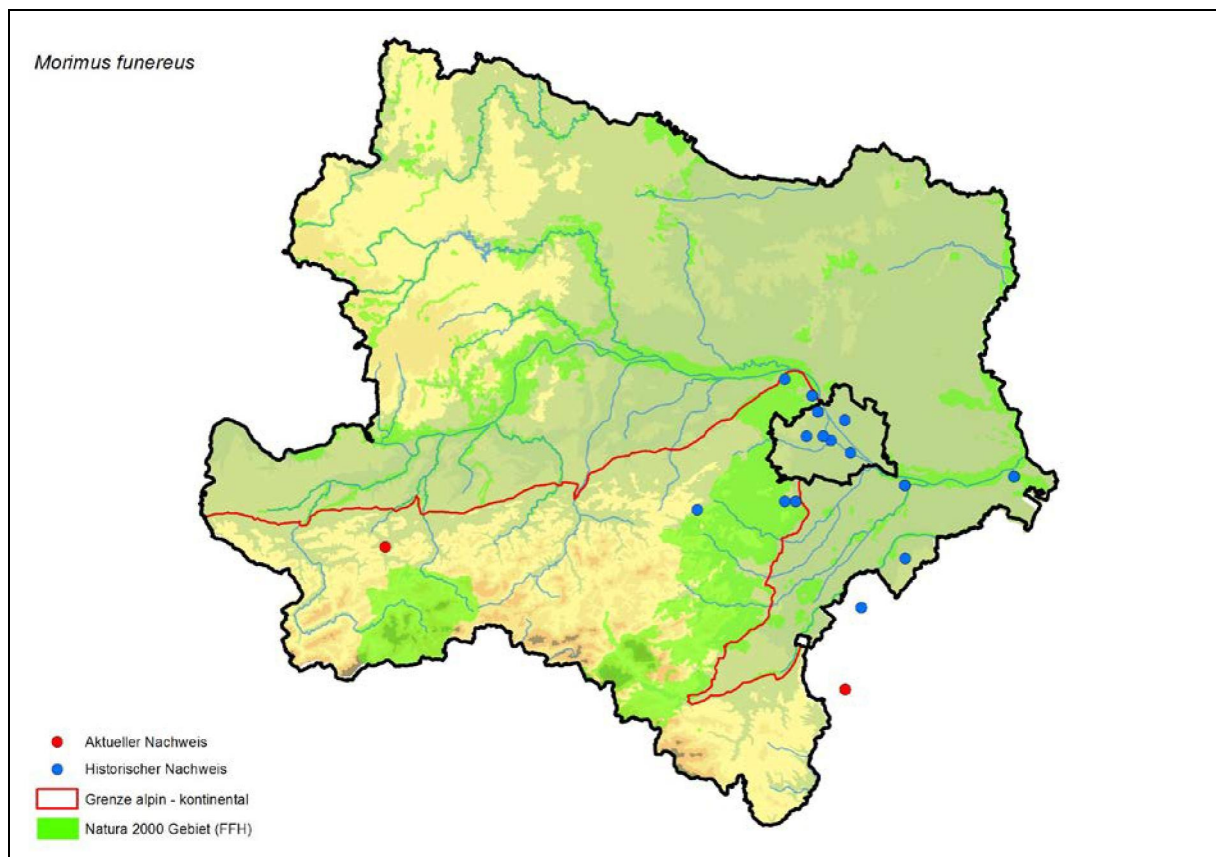 Morimus funereus
Aktueller Nachweis
Historischer Nachweis
Grenze alpin - kontinental
Natura 2000 Gebiet (FFH)